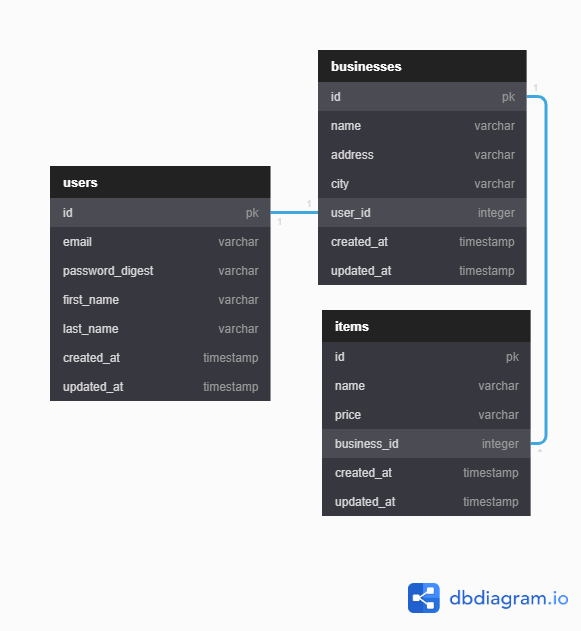 businesses
id pk
name varchar
address varchar
city varchar
user_id integer
created_at timestamp
updated_at timestamp
1
users
id pk
email varchar
password_digest varchar
first_name varchar
last_name varchar
created_at timestamp
updated_at timestamp
1
1
items
id pk
name varchar
price varchar
business_id integer
created_at timestamp
updated_at timestamp
*
dbdiagram.io